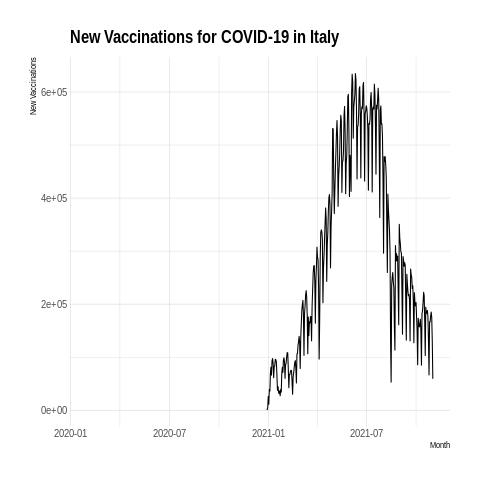 New Vaccinations for COVID-19 in Italy
New Vaccinations
6e+05
4e+05
2e+05
0e+00
2020-01 2020-07 2021-01 2021-07
Month